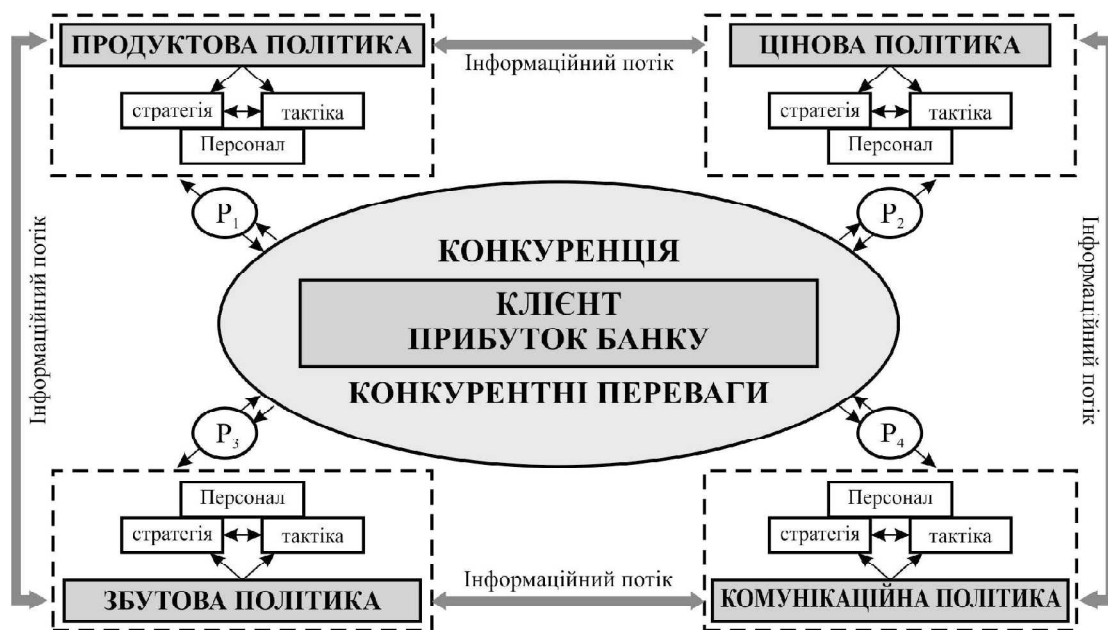 ПРОДУКТОВА ПОЛІТИКА
стратегія
тактіка
Персонал
Інформаційний потік
ЦІНОВА ПОЛІТИКА
стратегія
тактіка
Персонал
Інформаційний потік
P1
P2
Інформаційний потік
КОНКУРЕНЦІЯ
КЛІЄНТ
ПРИБУТОК БАНКУ
КОНКУРЕНТНІ ПЕРЕВАГИ
P3
P4
Персонал
стратегія
тактіка
ЗБУТОВА ПОЛІТИКА
Інформаційний потік
Персонал
стратегія
тактіка
КОМУНІКАЦІЙНА ПОЛІТИКА